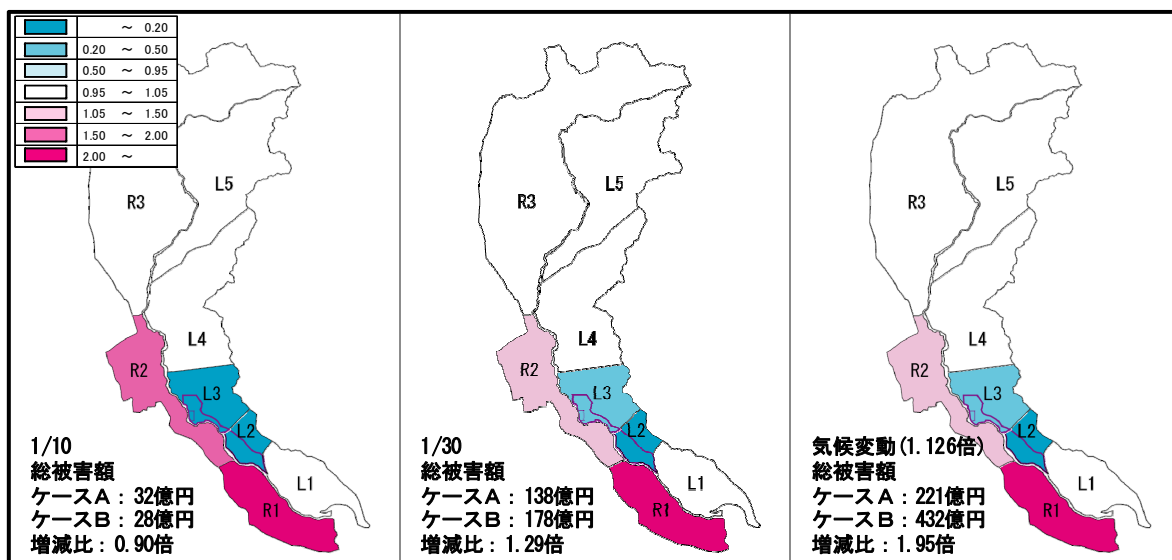 ～ 0.20
0.20 ～ 0.50
0.50 ～ 0.95
0.95 ～ 1.05
1.05 ～ 1.50
1.50 ～ 2.00
2.00 ～
R3
L5
L4
R2
L3
L2
L1
R1
1/10
総被害額
ケースA：32億円
ケースB：28億円
増減比：0.90倍
R3
L5
L4
R2
L3
L2
L1
R1
1/30
総被害額
ケースA：138億円
ケースB：178億円
増減比：1.29倍
R3
L5
L4
R2
L3
L2
L1
R1
気候変動(1.126倍)
総被害額
ケースA：221億円
ケースB：432億円
増減比：1.95倍